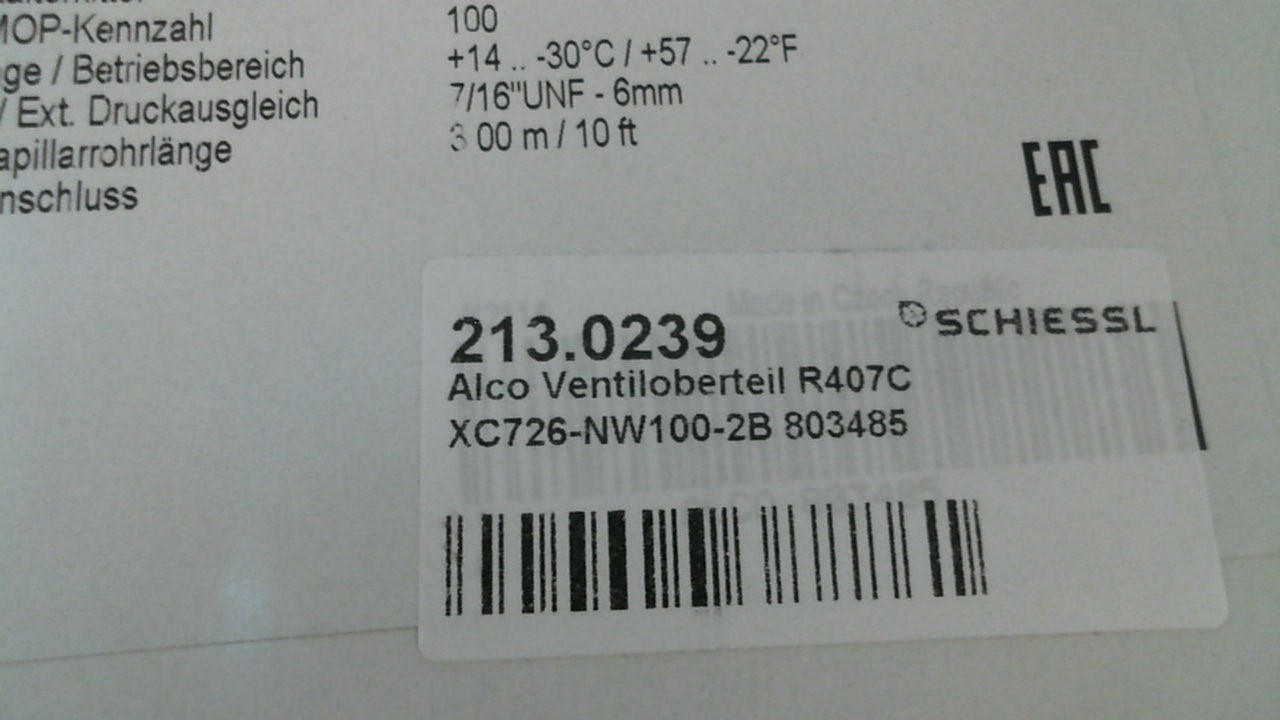 MOP-Kennzahl 100
ge / Betriebsbereich +14 .. -30°C / +57 .. -22°F
/ Ext. Druckausgleich 7/16"UNF - 6mm
apillarrohrlänge 3 00 m / 10 ft
nschluss
EAC
Made in Czech Republic
213.0239 SCHIESSL
Alco Ventiloberteil R407C
XC726-NW100-2B 803485